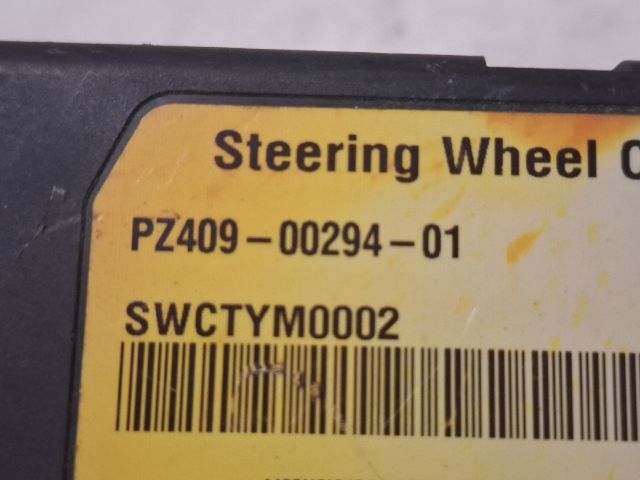 Steering Wheel
PZ409-00294-01
SWCTYM0002